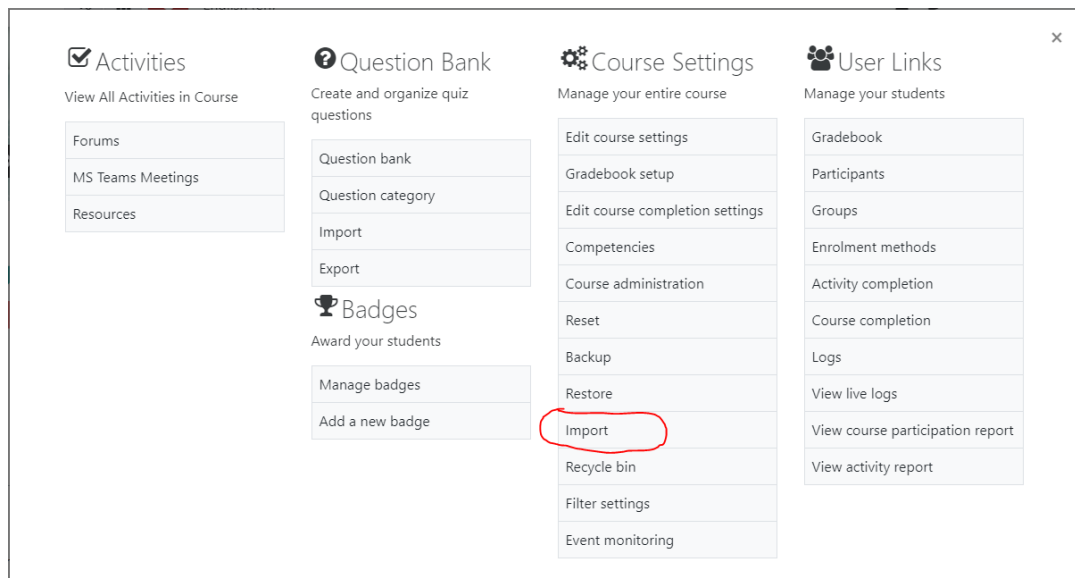 Activities
View All Activities in Course
Forums
MS Teams Meetings
Resources
Question Bank
Create and organize quiz
questions
Question bank
Question category
Import
Export
Badges
Award your students
Manage badges
Add a new badge
Course Settings
Manage your entire course
Edit course settings
Gradebook setup
Edit course completion settings
Competencies
Course administration
Reset
Backup
Restore
Import
Recycle bin
Filter settings
Event monitoring
User Links
Manage your students
Gradebook
Participants
Groups
Enrolment methods
Activity completion
Course completion
Logs
View live logs
View course participation report
View activity report